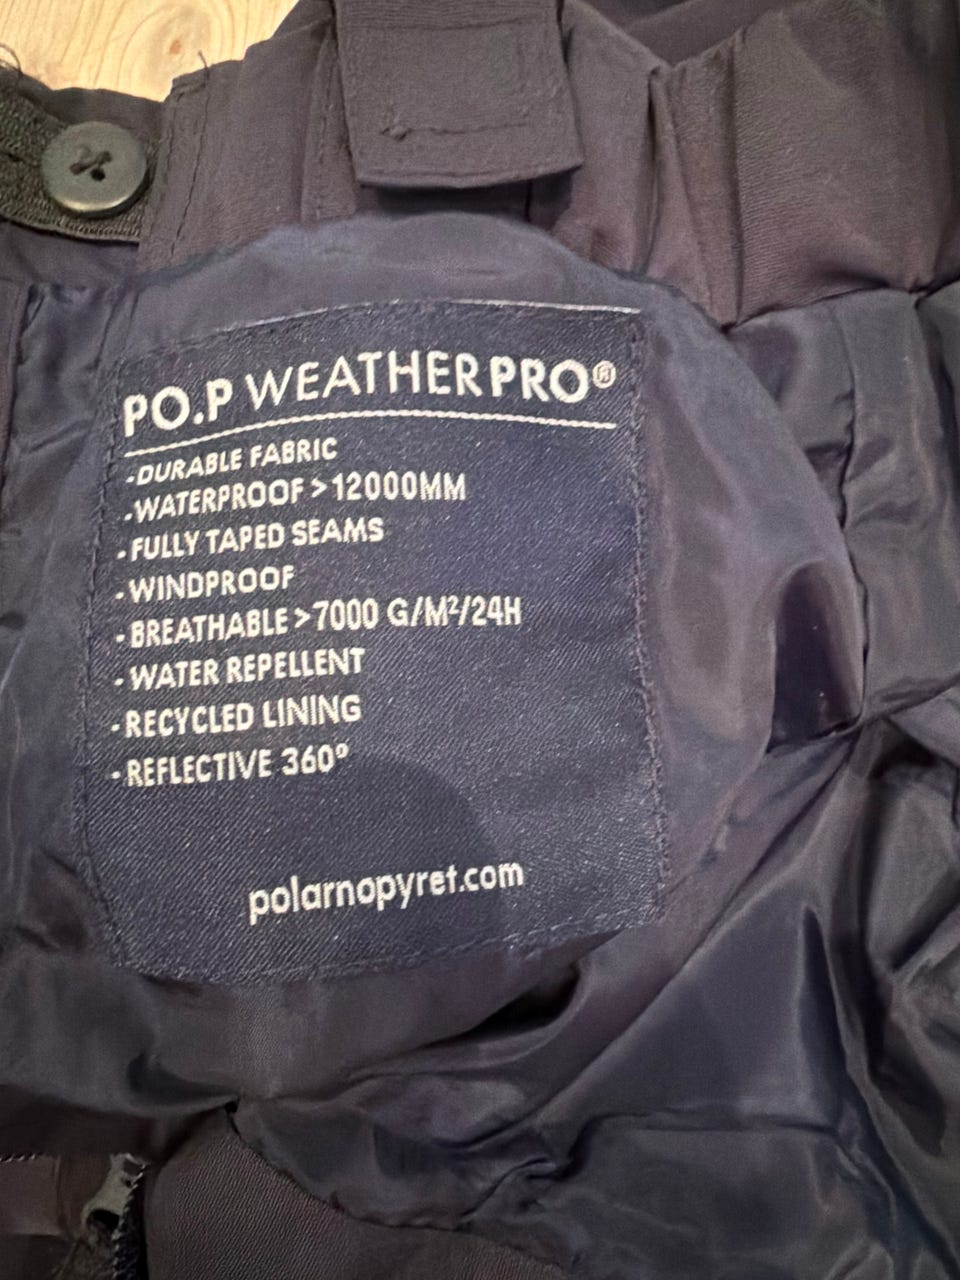 PO.P WEATHERPRO®
-DURABLE FABRIC
-WATERPROOF >12000MM
-FULLY TAPED SEAMS
-WINDPROOF
-BREATHABLE >7000 G/M²/24H
-WATER REPELLENT
-RECYCLED LINING
-REFLECTIVE 360°
polarnopyret.com